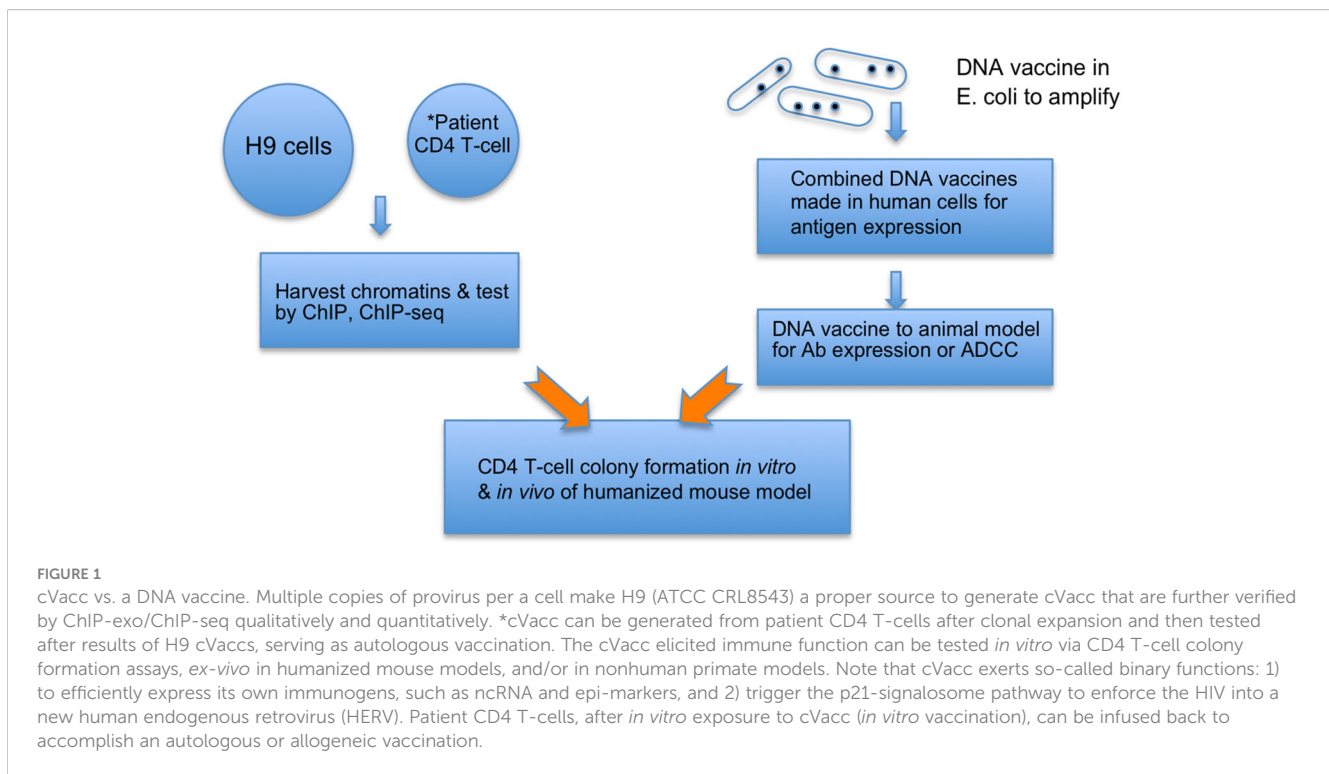 H9 cells
*Patient
CD4 T-cell
Harvest chromatins & test
by ChIP, ChIP-seq
DNA vaccine in
E. coli to amplify
Combined DNA vaccines
made in human cells for
antigen expression
DNA vaccine to animal model
for Ab expression or ADCC
CD4 T-cell colony formation in vitro
& in vivo of humanized mouse model
FIGURE 1
cVacc vs. a DNA vaccine. Multiple copies of provirus per a cell make H9 (ATCC CRL8543) a proper source to generate cVacc that are further verified
by ChIP-exo/ChIP-seq qualitatively and quantitatively. *cVacc can be generated from patient CD4 T-cells after clonal expansion and then tested
after results of H9 cVaccs, serving as autologous vaccination. The cVacc elicited immune function can be tested in vitro via CD4 T-cell colony
formation assays, ex-vivo in humanized mouse models, and/or in nonhuman primate models. Note that cVacc exerts so-called binary functions: 1)
to efficiently express its own immunogens, such as ncRNA and epi-markers, and 2) trigger the p21-signalosome pathway to enforce the HIV into a
new human endogenous retrovirus (HERV). Patient CD4 T-cells, after in vitro exposure to cVacc (in vitro vaccination), can be infused back to
accomplish an autologous or allogeneic vaccination.